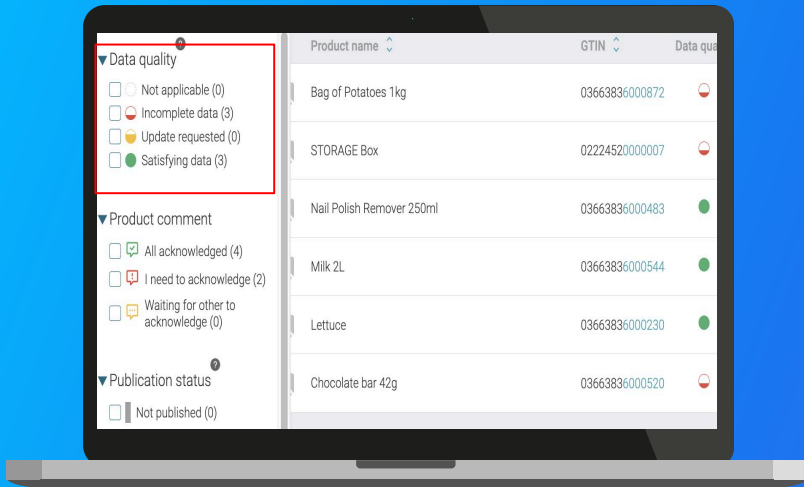 ?
Data quality
Not applicable (0)
Incomplete data (3)
Update requested (0)
Satisfying data (3)
Product comment
All acknowledged (4)
I need to acknowledge (2)
Waiting for other to
acknowledge (0)
?
Publication status
Not published (0)
Product name GTIN Data qua
Bag of Potatoes 1kg 03663836000872
STORAGE Box 02224520000007
Nail Polish Remover 250ml 03663836000483
Milk 2L 03663836000544
Lettuce 03663836000230
Chocolate bar 42g 03663836000520